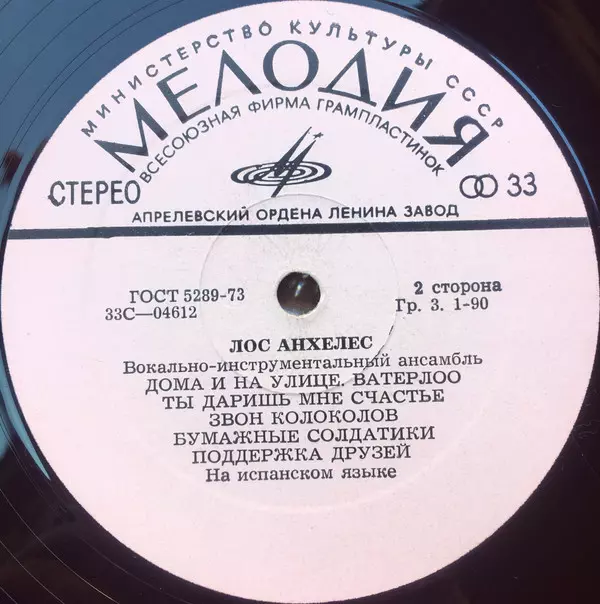 МИНИСТЕРСТВО КУЛЬТУРЫ СССР
МЕЛОДИЯ
ВСЕСОЮЗНАЯ ФИРМА ГРАМПЛАСТИНОК
СТЕРЕО
33
АПРЕЛЕВСКИЙ ОРДЕНА ЛЕНИНА ЗАВОД
ГОСТ 5289-73
2 сторона
33С—04612
Гр. 3. 1-90
ЛОС АНХЕЛЕС
Вокально-инструментальный ансамбль
ДОМА И НА УЛИЦЕ. ВАТЕРЛОО
ТЫ ДАРИШЬ МНЕ СЧАСТЬЕ
ЗВОН КОЛОКОЛОВ
БУМАЖНЫЕ СОЛДАТИКИ
ПОДДЕРЖКА ДРУЗЕЙ
На испанском языке